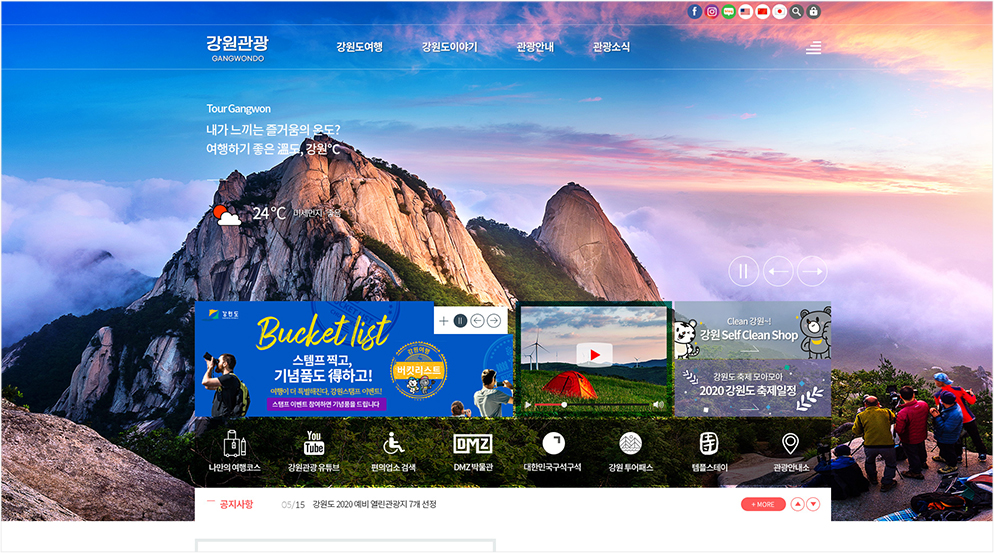 강원관광
GANGWONDO
강원도여행
강원도이야기
관광안내
관광소식
Tour Gangwon
내가 느끼는 즐거움의 온도?
여행하기 좋은 溫도, 강원°C
24℃
미세먼지
강원도
Bucket list
스템프 찍고,
기념품도 得하고!
여행이 더 특별해진다, 강원스탬프 이벤트!
스템프 이벤트 참여하면 기념품을 드립니다
강원여행
버킷리스트
Clean 강원~!
강원 Self Clean Shop
강원도 축제 모아모아
2020 강원도 축제일정
나만의 여행코스
You
Tube
강원관광 유튜브
편의업소 검색
DMZ
DMZ 박물관
대한민국구석구석
강원 투어패스
템플스테이
관광안내소
공지사항
05/15 강원도 2020 예비 열린관광지 7개 선정
+ MORE